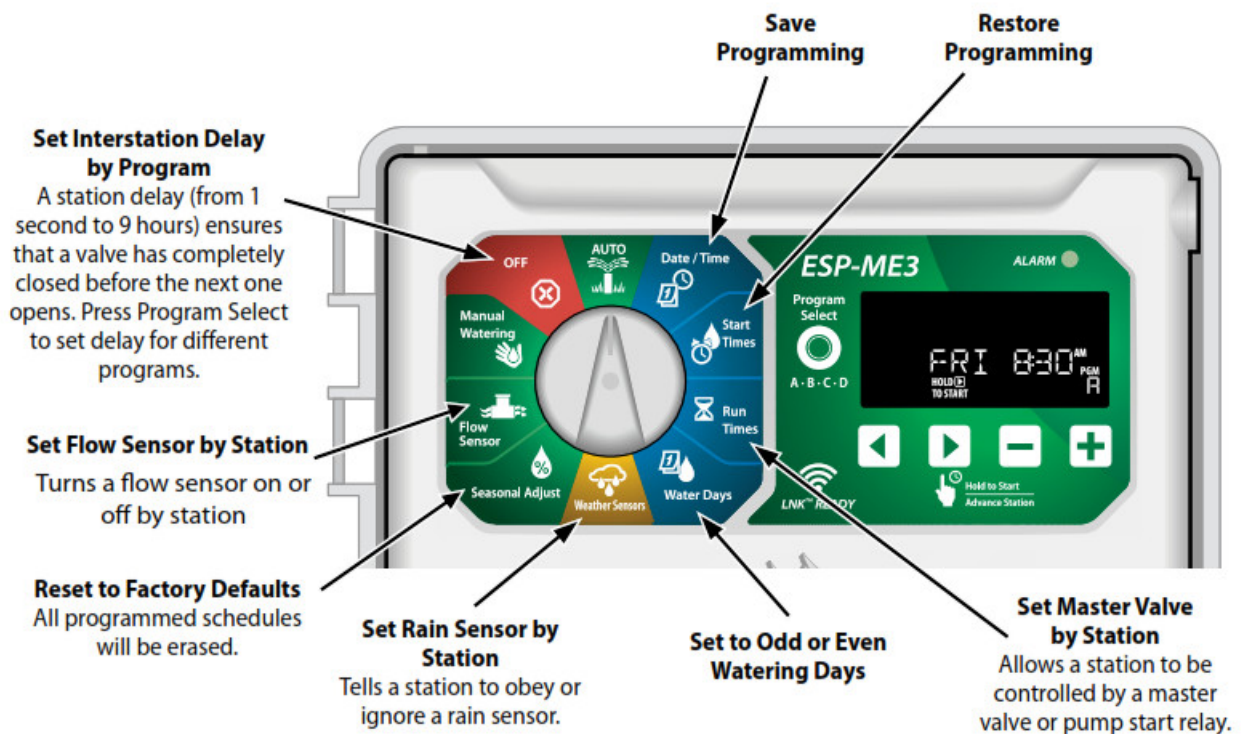 Save
Programming
Restore
Programming
Set Interstation Delay
by Program
A station delay (from 1
second to 9 hours) ensures
that a valve has completely
closed before the next one
opens. Press Program Select
to set delay for different
programs.
Set Flow Sensor by Station
Turns a flow sensor on or
off by station
Reset to Factory Defaults
All programmed schedules
will be erased.
Set Rain Sensor by
Station
Tells a station to obey or
ignore a rain sensor.
Set to Odd or Even
Watering Days
Set Master Valve
by Station
Allows a station to be
controlled by a master
valve or pump start relay.
OFF
AUTO
Date / Time
1
Start
Times
Run
Times
1
Water Days
Weather Sensors
%
Seasonal Adjust
Flow
Sensor
Manual
Watering
ESP-ME3
ALARM
Program
Select
A · B · C · D
FRI 8:30 AM
HOLD
TO START
PGM
A
LNK™ READY
Hold to Start
Advance Station